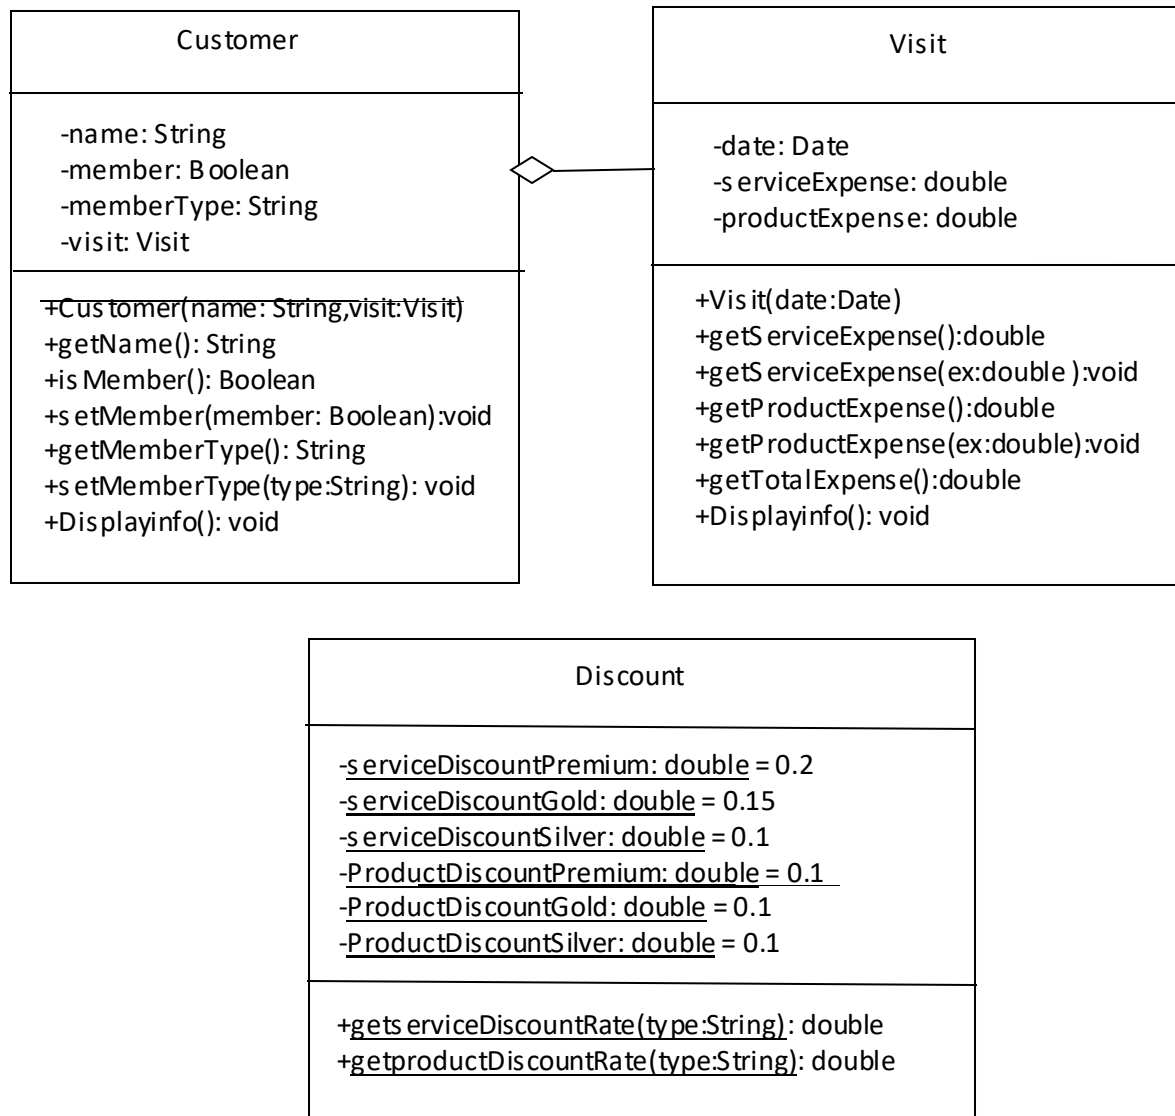 Customer
-name: String
-member: Boolean
-memberType: String
-visit: Visit
+Customer(name: String,visit:Visit)
+getName(): String
+isMember(): Boolean
+setMember(member: Boolean):void
+getMemberType(): String
+setMemberType(type:String): void
+Displayinfo(): void
Visit
-date: Date
-serviceExpense: double
-productExpense: double
+Visit(date:Date)
+getServiceExpense():double
+getServiceExpense(ex:double ):void
+getProductExpense():double
+getProductExpense(ex:double):void
+getTotalExpense():double
+Displayinfo(): void
Discount
-serviceDiscountPremium: double = 0.2
-serviceDiscountGold: double = 0.15
-serviceDiscountSilver: double = 0.1
-ProductDiscountPremium: double = 0.1
-ProductDiscountGold: double = 0.1
-ProductDiscountSilver: double = 0.1
+getserviceDiscountRate(type:String): double
+getproductDiscountRate(type:String): double